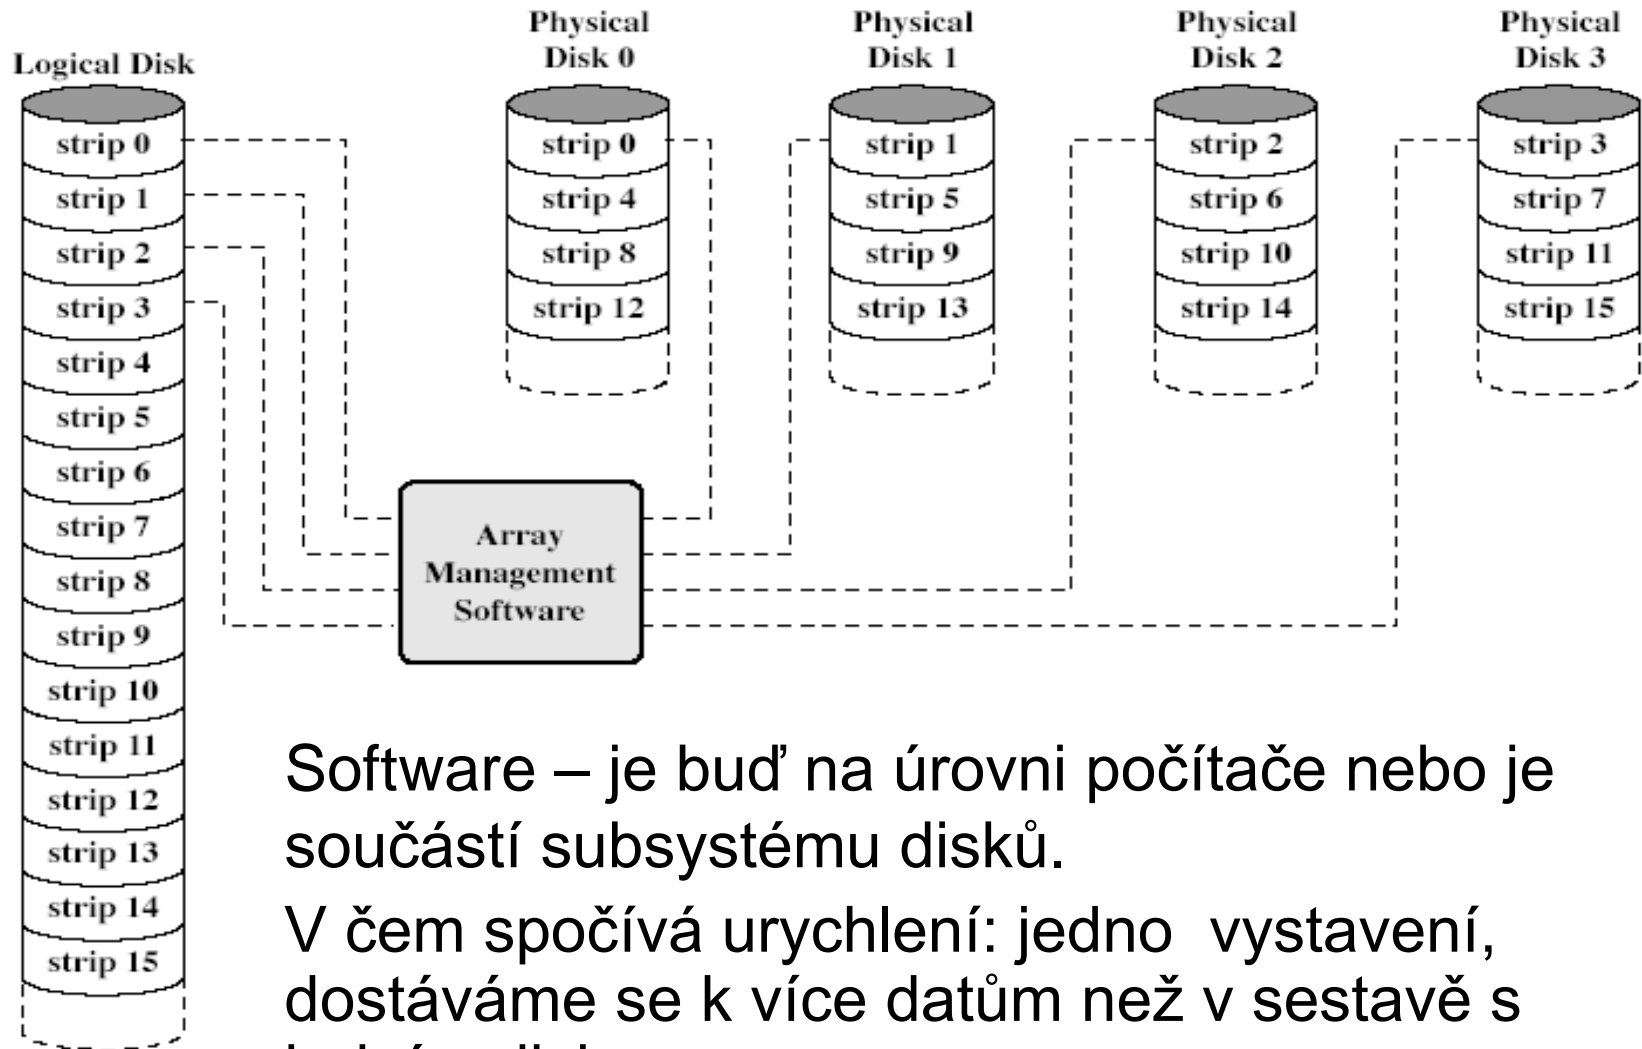 Logical Disk
strip 0
strip 1
strip 2
strip 3
strip 4
strip 5
strip 6
strip 7
strip 8
strip 9
strip 10
strip 11
strip 12
strip 13
strip 14
strip 15
Physical
Disk 0
strip 0
strip 4
strip 8
strip 12
Physical
Disk 1
strip 1
strip 5
strip 9
strip 13
Physical
Disk 2
strip 2
strip 6
strip 10
strip 14
Physical
Disk 3
strip 3
strip 7
strip 11
strip 15
Array
Management
Software
Software – je buď na úrovni počítače nebo je
součástí subsystému disků.
V čem spočívá urychlení: jedno vystavení,
dostáváme se k více datům než v sestavě s